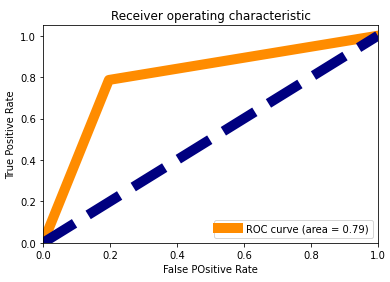 Receiver operating characteristic
True Positive Rate
1.0
0.8
0.6
0.4
0.2
0.0
ROC curve (area = 0.79)
0.0 0.2 0.4 0.6 0.8 1.0
False POsitive Rate